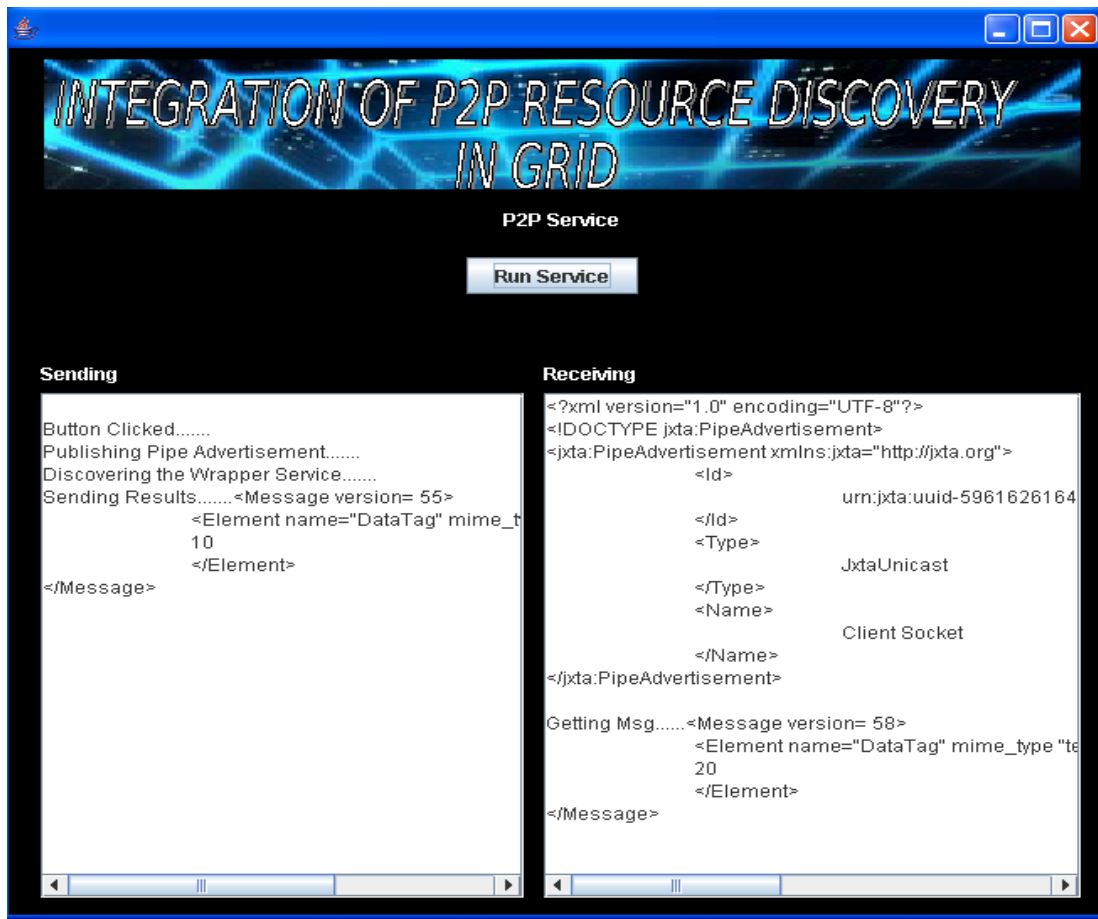 INTEGRATION OF P2P RESOURCE DISCOVERY
IN GRID
P2P Service
Run Service
Sending
Button Clicked.......
Publishing Pipe Advertisement.......
Discovering the Wrapper Service.......
Sending Results.......<Message version= 55>
<Element name="DataTag" mime_t
10
</Element>
</Message>
Receiving
<?xml version="1.0" encoding="UTF-8"?>
<!DOCTYPE jxta:PipeAdvertisement>
<jxta:PipeAdvertisement xmlns:jxta="http://jxta.org">
<Id>
urn:jxta:uuid-5961626164
</Id>
<Type>
JxtaUnicast
</Type>
<Name>
Client Socket
</Name>
</jxta:PipeAdvertisement>
Getting Msg......<Message version= 58>
<Element name="DataTag" mime_type "te
20
</Element>
</Message>